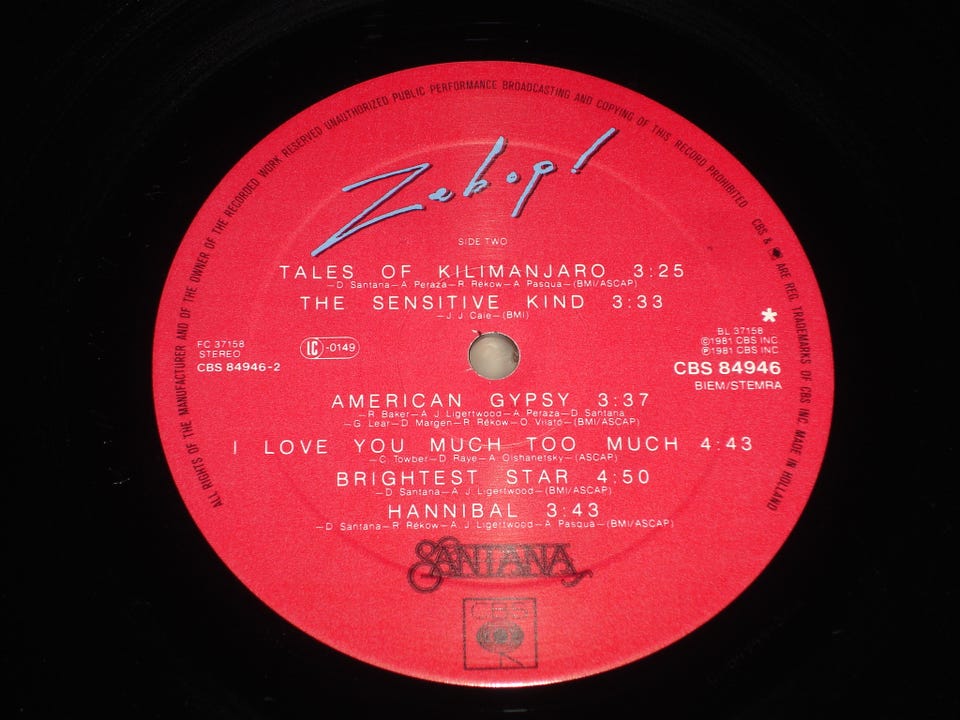 ALL RIGHTS OF THE MANUFACTURER AND OF THE OWNER OF THE RECORDED WORK RESERVED UNAUTHORIZED PUBLIC PERFORMANCE BROADCASTING AND COPYING OF THIS RECORD PROHIBITED
CBS & ARE REG. TRADEMARKS OF CBS INC. MADE IN HOLLAND
Zebop!
SIDE TWO
TALES OF KILIMANJARO 3:25
—D. Santana—A. Peraza—R. Rekow—A. Pasqua—(BMI/ASCAP)
THE SENSITIVE KIND 3:33
—J. J. Cale—(BMI)
FC 37158
STEREO
CBS 84946-2
LC-0149
*
BL 37158
©1981 CBS INC.
℗1981 CBS INC.
CBS 84946
BIEM/STEMRA
AMERICAN GYPSY 3:37
—R. Baker—A. J. Ligertwood—A. Peraza—D. Santana
—G. Lear—D. Margen—R. Rekow—O. Vilato—(BMI/ASCAP)
I LOVE YOU MUCH TOO MUCH 4:43
—C. Towber—D. Raye—A. Olshanetsky—(ASCAP)
BRIGHTEST STAR 4:50
—D. Santana—A. J. Ligertwood—(BMI/ASCAP)
HANNIBAL 3:43
—D. Santana—R. Rekow—A. J. Ligertwood—A. Pasqua—(BMI/ASCAP)
SANTANA
CBS